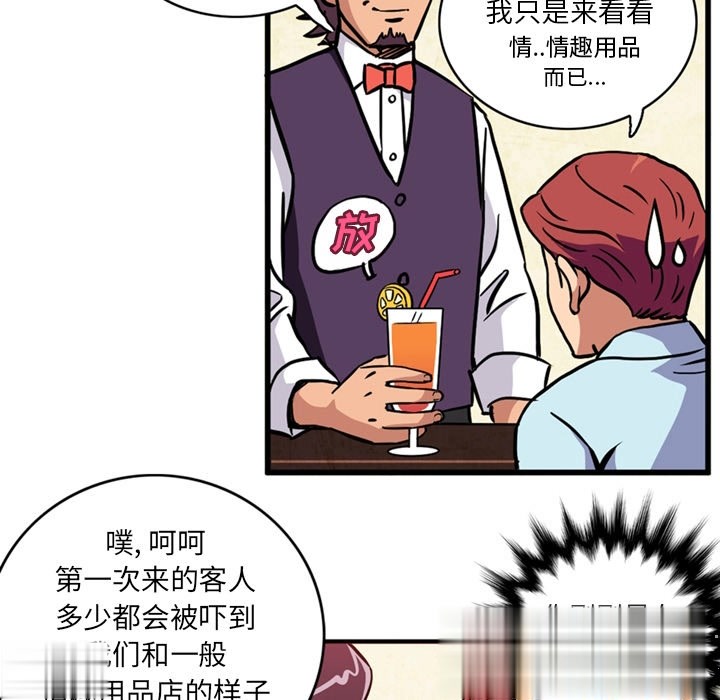 我只是来看看
情..情趣用品
而已...
放
噗, 呵呵
第一次来的客人
多少都会被吓到
们和一般
用品店的样子